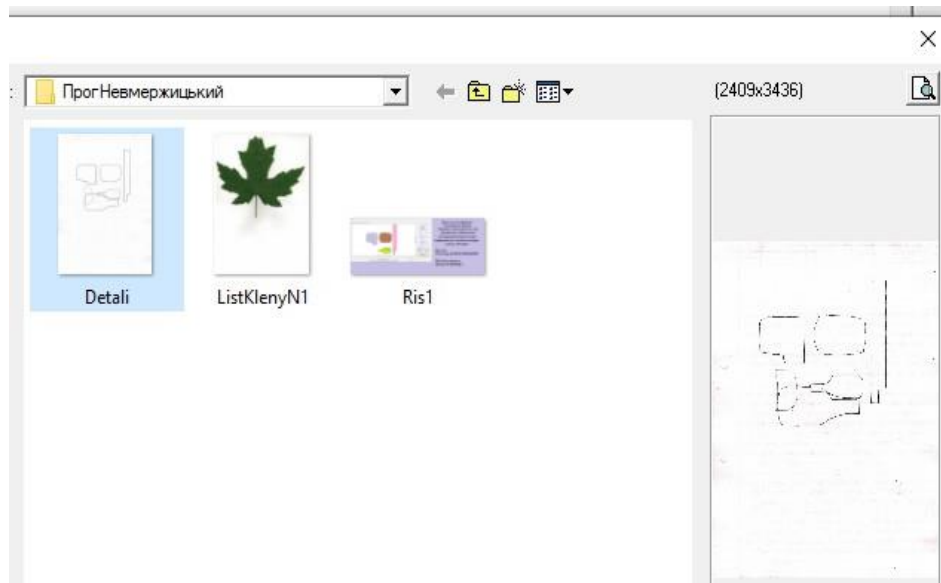 : ПрогНевмержицький
(2409x3436)
Detali
ListKlenyN1
Ris1